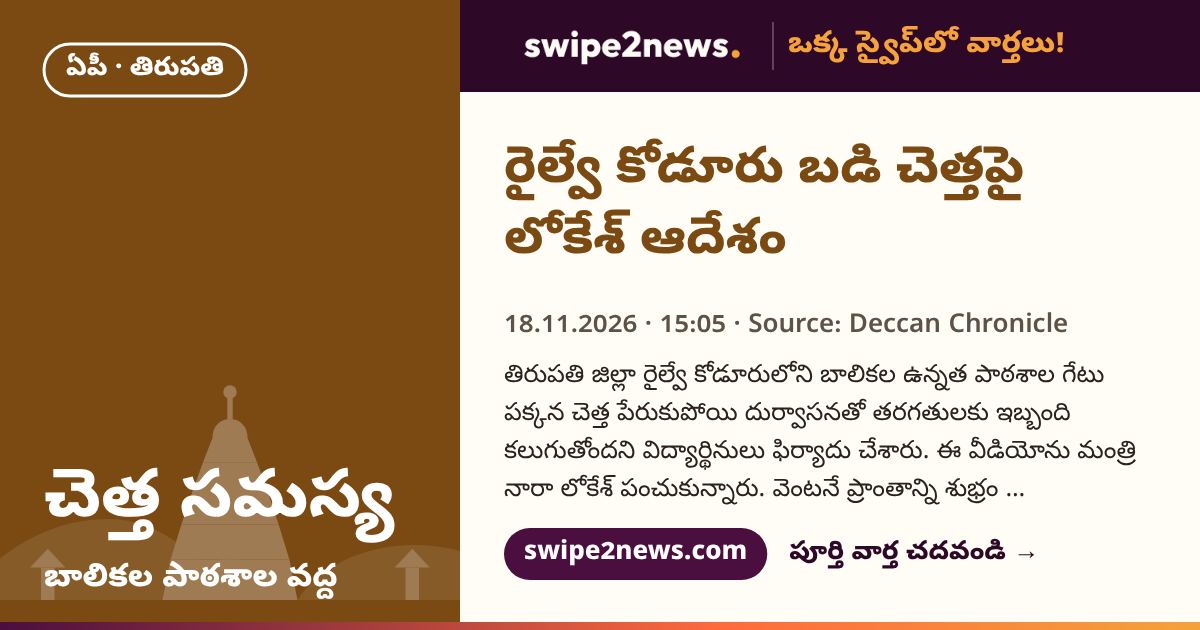 ఏపీ · తిరుపతి
చెత్త సమస్య
బాలికల పాఠశాల వద్ద
swipe2news.
ఒక్క స్వైప్‌లో వార్తలు!
రైల్వే కోడూరు బడి చెత్తపై
లోకేశ్ ఆదేశం
18.11.2026 · 15:05 · Source: Deccan Chronicle
తిరుపతి జిల్లా రైల్వే కోడూరులోని బాలికల ఉన్నత పాఠశాల గేటు
పక్కన చెత్త పేరుకుపోయి దుర్వాసనతో తరగతులకు ఇబ్బంది
కలుగుతోందని విద్యార్థినులు ఫిర్యాదు చేశారు. ఈ వీడియోను మంత్రి
నారా లోకేశ్ పంచుకున్నారు. వెంటనే ప్రాంతాన్ని శుభ్రం ...
swipe2news.com
పూర్తి వార్త చదవండి →